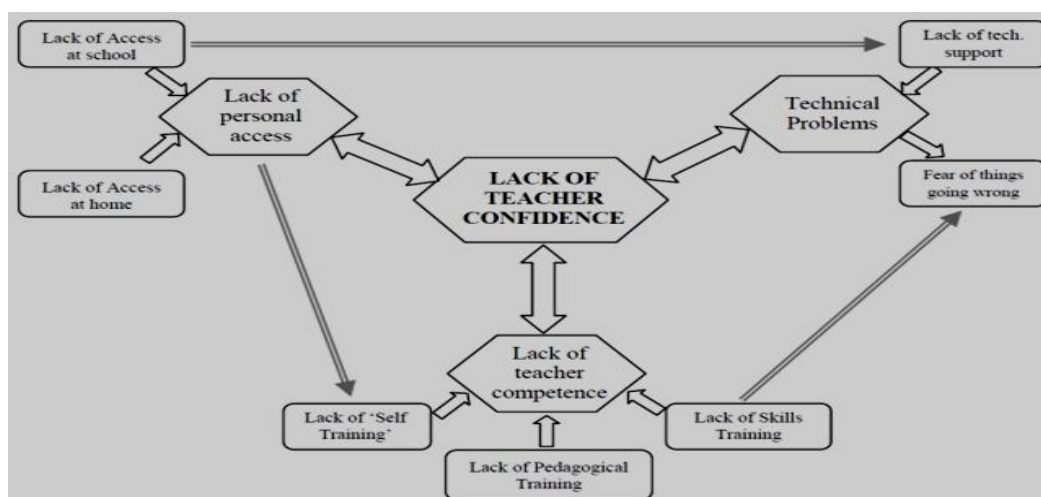 Lack of Access
at school
Lack of tech.
support
Lack of
personal
access
Technical
Problems
Lack of Access
at home
LACK OF
TEACHER
CONFIDENCE
Fear of things
going wrong
Lack of
teacher
competence
Lack of ‘Self
Training’
Lack of Skills
Training
Lack of Pedagogical
Training